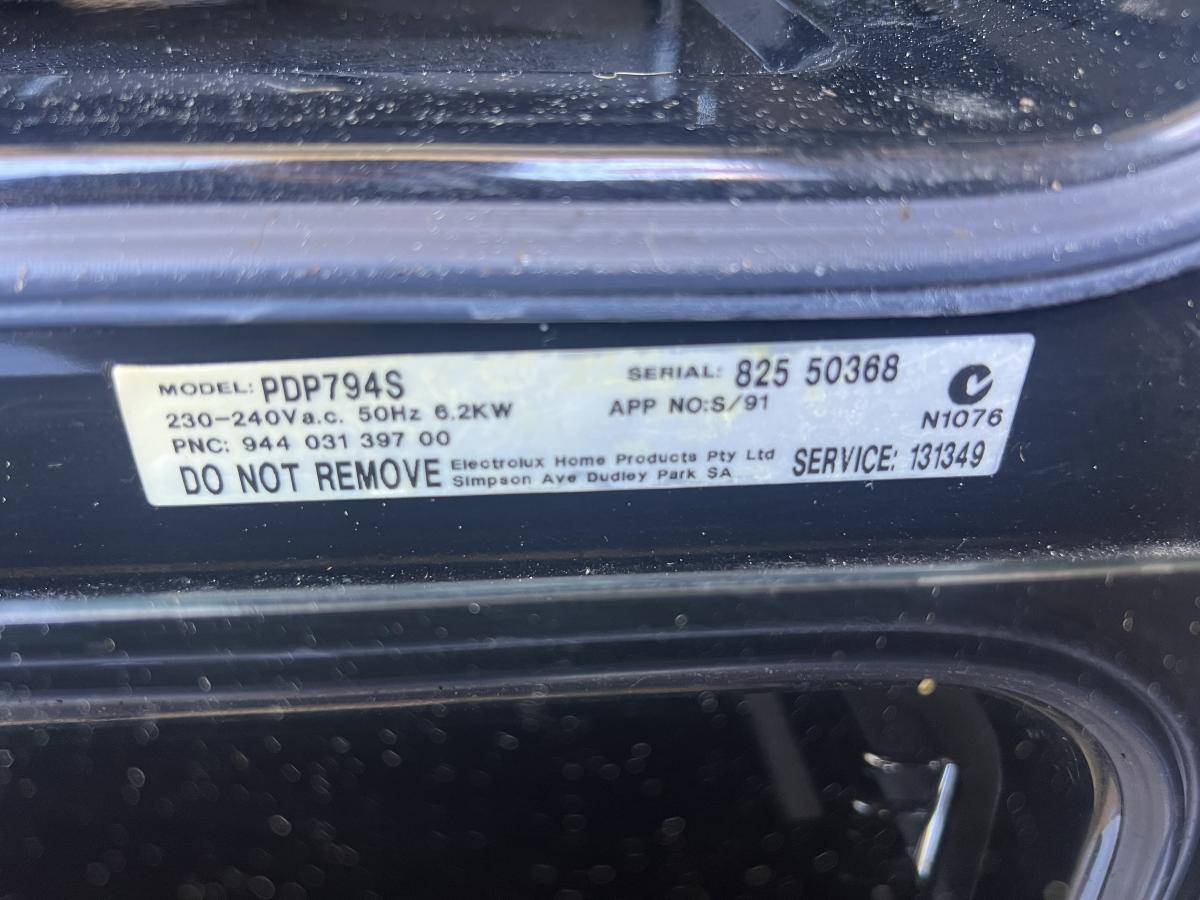 MODEL: PDP794S SERIAL: 825 50368
230-240V a.c. 50Hz 6.2KW APP NO:S/91
N1076
PNC: 944 031 397 00
DO NOT REMOVE Electrolux Home Products Pty Ltd SERVICE: 131349
Simpson Ave Dudley Park SA